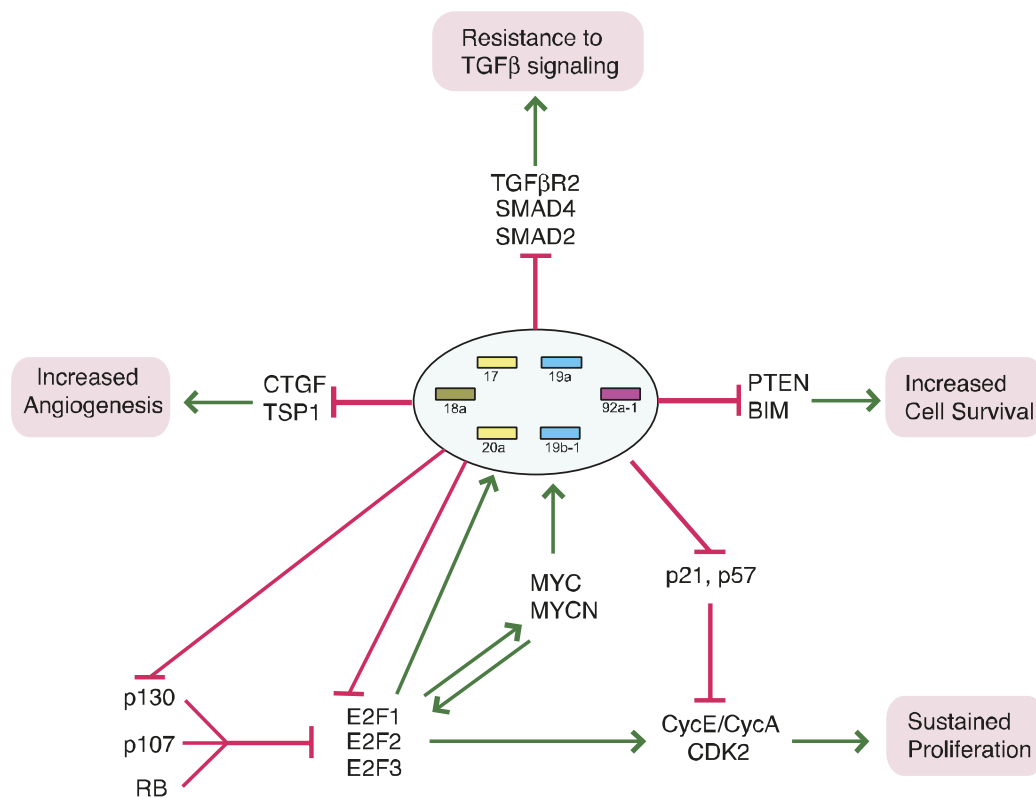 Resistance to
TGFβ signaling
TGFβR2
SMAD4
SMAD2
Increased
Angiogenesis
CTGF
TSP1
17
19a
18a
92a-1
20a
19b-1
PTEN
BIM
Increased
Cell Survival
MYC
MYCN
p21, p57
p130
p107
RB
E2F1
E2F2
E2F3
CycE/CycA
CDK2
Sustained
Proliferation